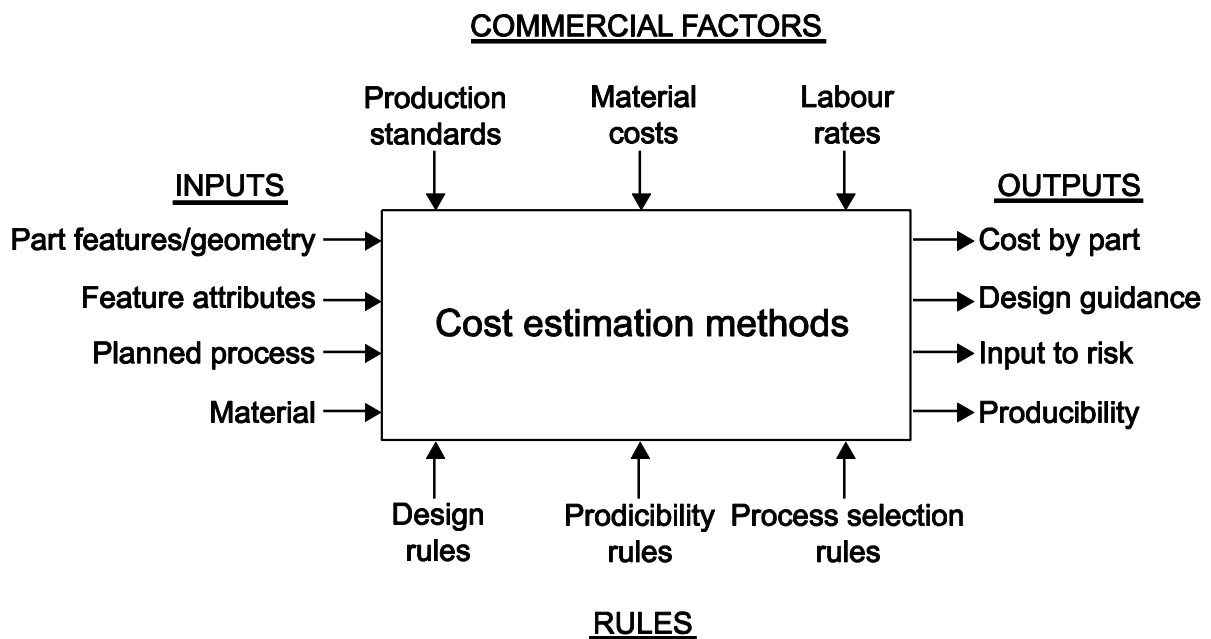 COMMERCIAL FACTORS
Production
standards
Material
costs
Labour
rates
INPUTS
Part features/geometry
Feature attributes
Planned process
Material
Cost estimation methods
OUTPUTS
Cost by part
Design guidance
Input to risk
Producibility
Design
rules
Prodicibility
rules
Process selection
rules
RULES